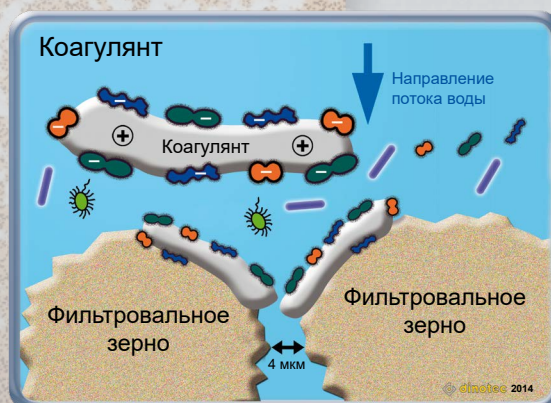 Коагулянт
Направление
потока воды
Коагулянт
Фильтровальное
зерно
Фильтровальное
зерно
4 мкм
© dinotec 2014